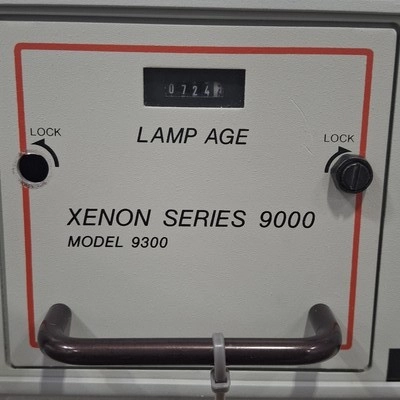 0724
LOCK
LAMP AGE
LOCK
XENON SERIES 9000
MODEL 9300